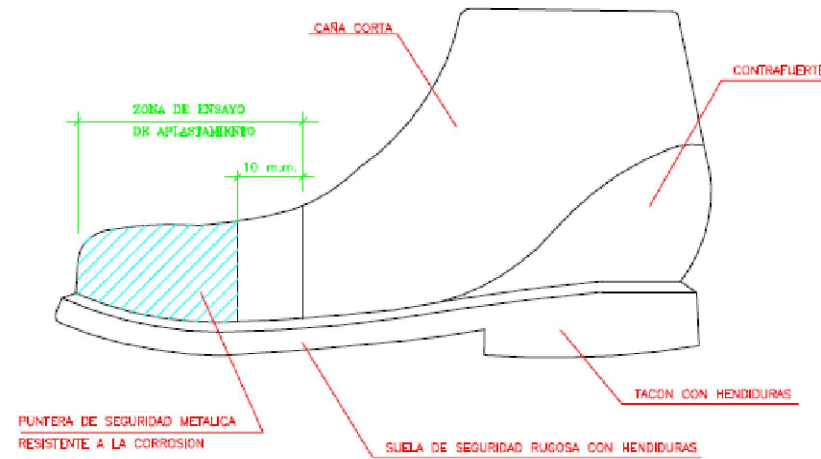 CAÑA CORTA
CONTRAFUERTE
ZONA DE ENSAYO
DE APLASTAMIENTO
10 m.m.
TACON CON HENDIDURAS
PUNTERA DE SEGURIDAD METALICA
RESISTENTE A LA CORROSION
SUELA DE SEGURIDAD RUGOSA CON HENDIDURAS